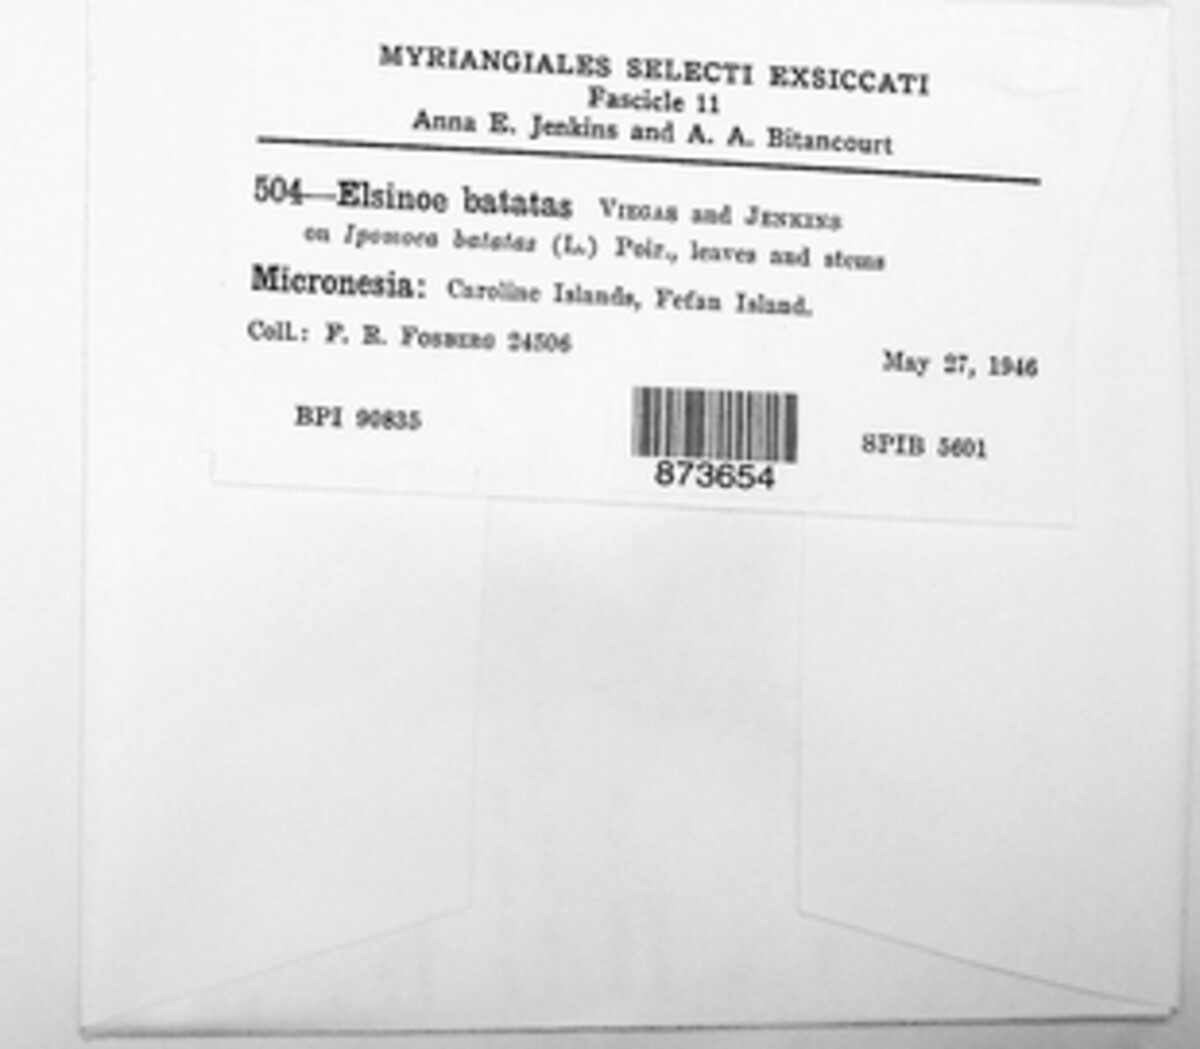 MYRIANGIALES SELECTI EXSICCATI
Fascicle 11
Anna E. Jenkins and A. A. Bitancourt
504—Elsinoe batatas VIEGAS and JENKINS
on Ipomoea batatas (L.) Poir., leaves and stems
Micronesia: Caroline Islands, Fefan Island.
Coll.: F. R. FOSBERG 24506
May 27, 1946
BPI 90835
SPIB 5601
873654